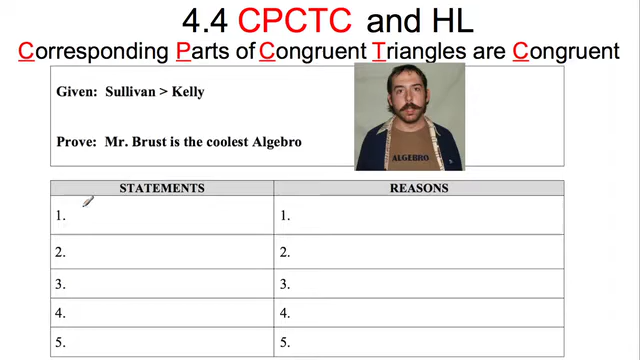 4.4 CPCTC and HL
Corresponding Parts of Congruent Triangles are Congruent
Given: Sullivan > Kelly
Prove: Mr. Brust is the coolest Algebro
ALGEBRO
STATEMENTS REASONS
1. 1.
2. 2.
3. 3.
4. 4.
5. 5.